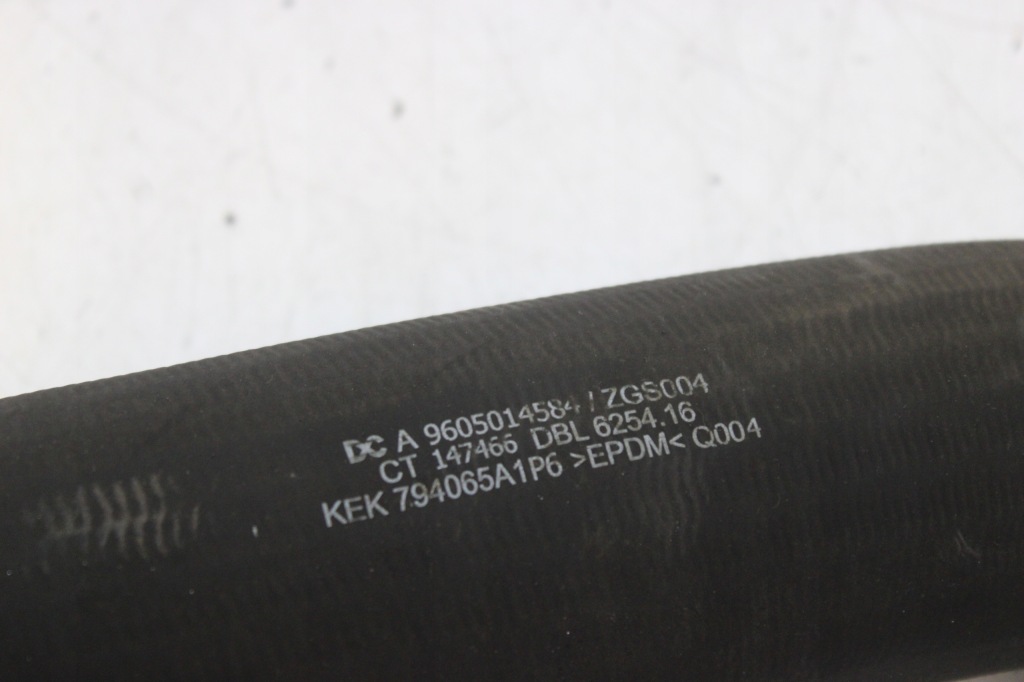 DC A 9605014584 / ZGS004
CT 147466 DBL 6254.16
KEK 794065A1P6 >EPDM< Q004